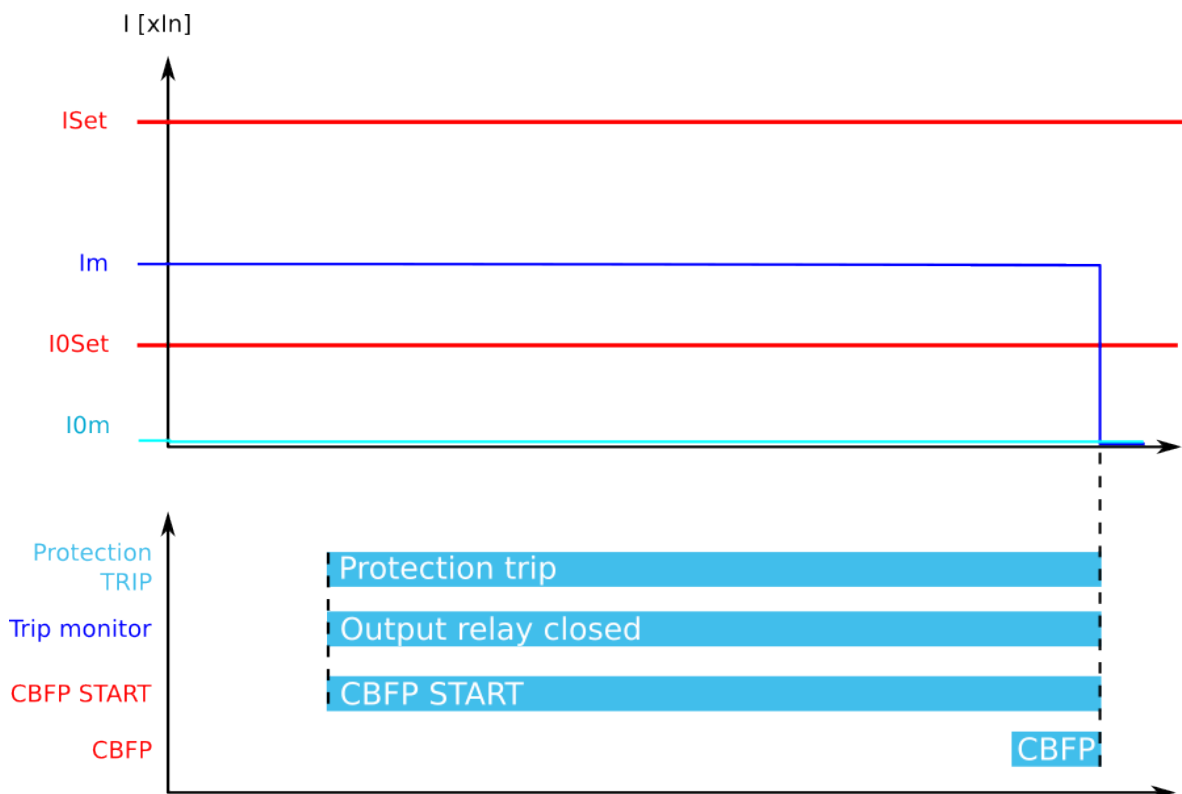 I [xIn]
ISet
Im
I0Set
I0m
Protection
TRIP
Protection trip
Trip monitor
Output relay closed
CBFP START
CBFP START
CBFP
CBFP